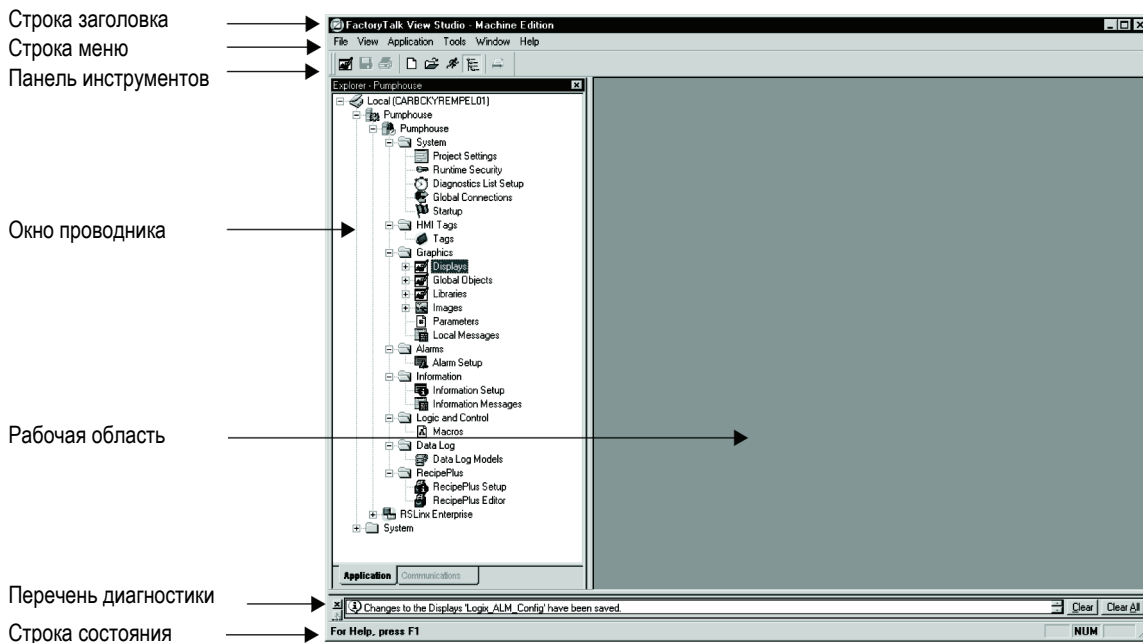 Строка заголовка
FactoryTalk View Studio - Machine Edition
Строка меню
File View Application Tools Window Help
Панель инструментов
Explorer - Pumphouse
Local (CARBCKYREMPEL01)
Pumphouse
Pumphouse
System
Project Settings
Runtime Security
Diagnostics List Setup
Global Connections
Startup
Окно проводника
HMI Tags
Tags
Graphics
Displays
Global Objects
Libraries
Images
Parameters
Local Messages
Alarms
Alarm Setup
Information
Information Setup
Information Messages
Logic and Control
Рабочая область
Macros
Data Log
Data Log Models
RecipePlus
RecipePlus Setup
RecipePlus Editor
RSLinx Enterprise
System
Application Communications
Перечень диагностики
Changes to the Displays 'Logix_ALM_Config' have been saved.
Clear Clear All
Строка состояния
For Help, press F1
NUM